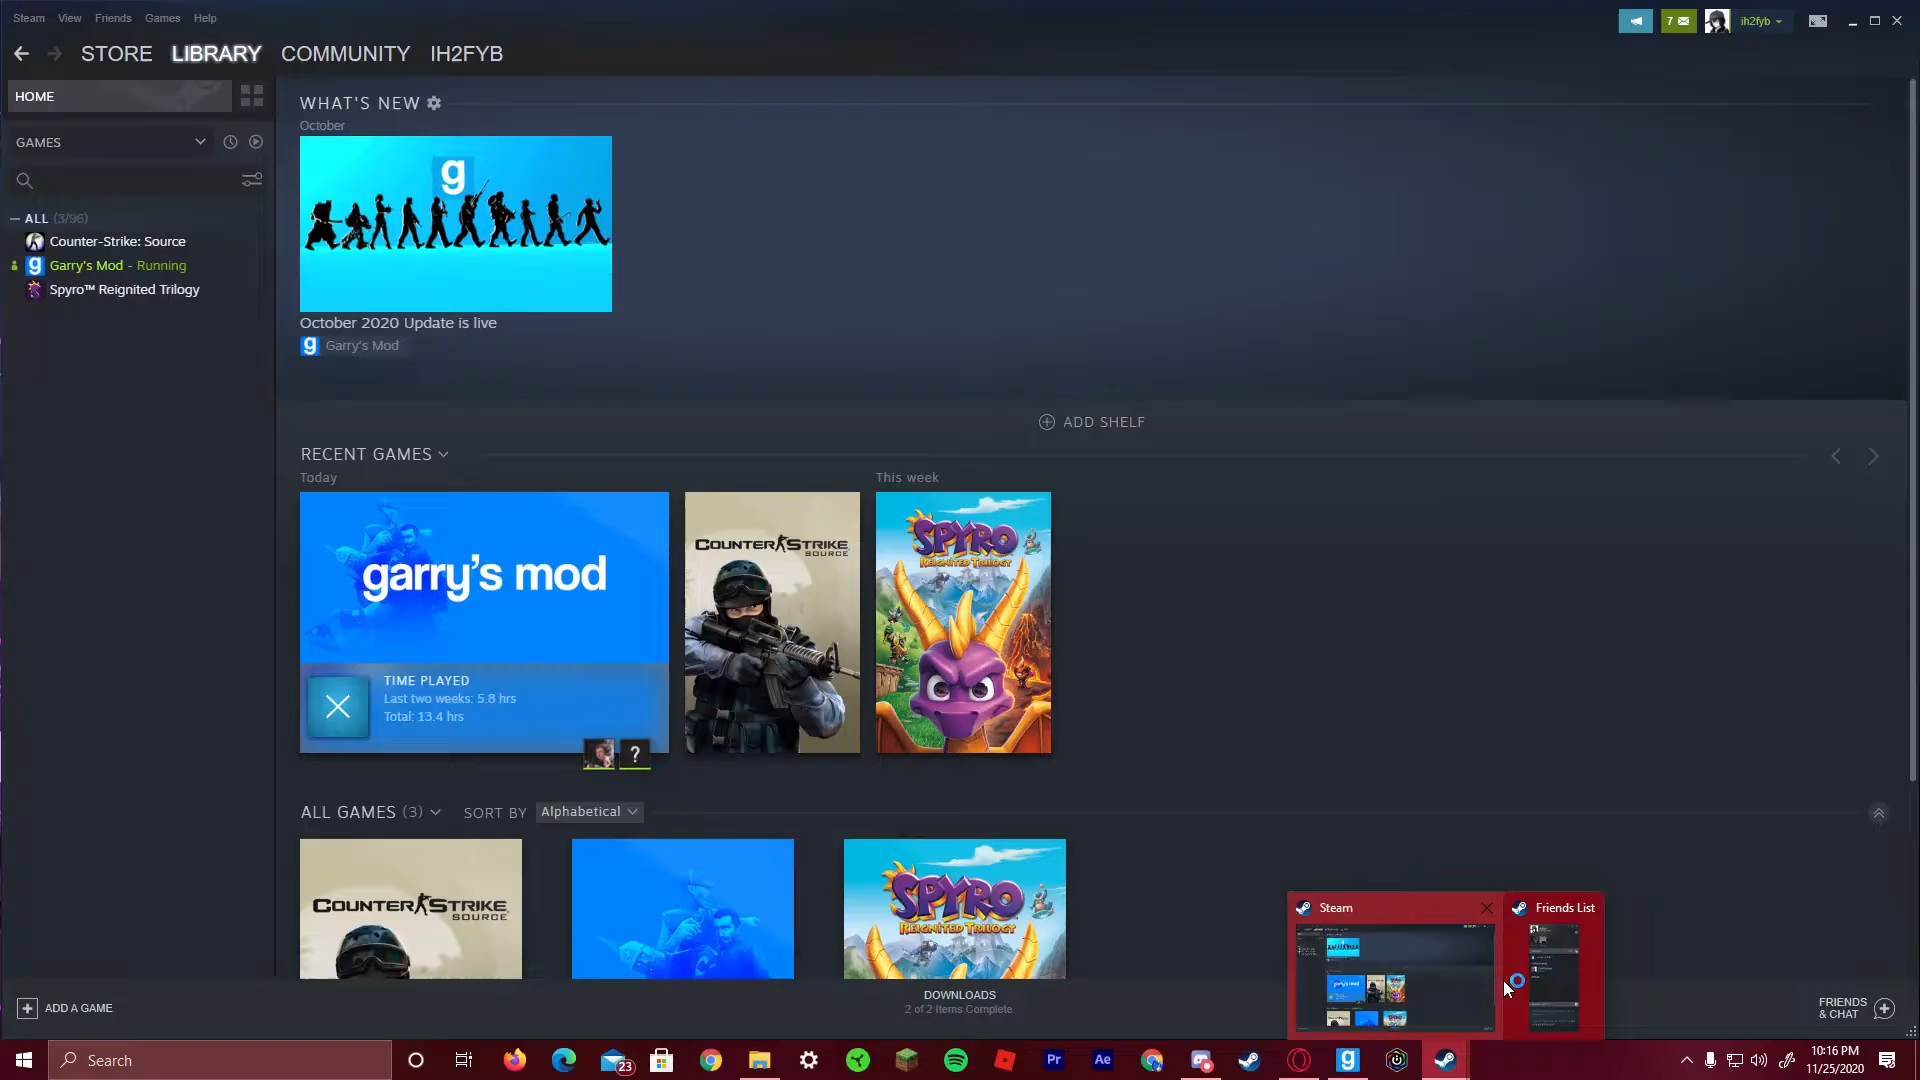 Steam View Friends Games Help
7
ih2fyb
STORE LIBRARY COMMUNITY IH2FYB
HOME
GAMES
ALL (3/96)
Counter-Strike: Source
Garry's Mod - Running
Spyro™ Reignited Trilogy
WHAT'S NEW
October
g
October 2020 Update is live
g Garry's Mod
ADD SHELF
RECENT GAMES
Today
This week
garry's mod
COUNTER STRIKE
SOURCE
SPYRO
REIGNITED TRILOGY
TIME PLAYED
Last two weeks: 5.8 hrs
Total: 13.4 hrs
?
ALL GAMES (3) SORT BY Alphabetical
COUNTER STRIKE
SOURCE
SPYRO
REIGNITED TRILOGY
Steam
Friends List
ADD A GAME
DOWNLOADS
2 of 2 Items Complete
FRIENDS
& CHAT
Search
23
Pr
Ae
g
10:16 PM
11/25/2020